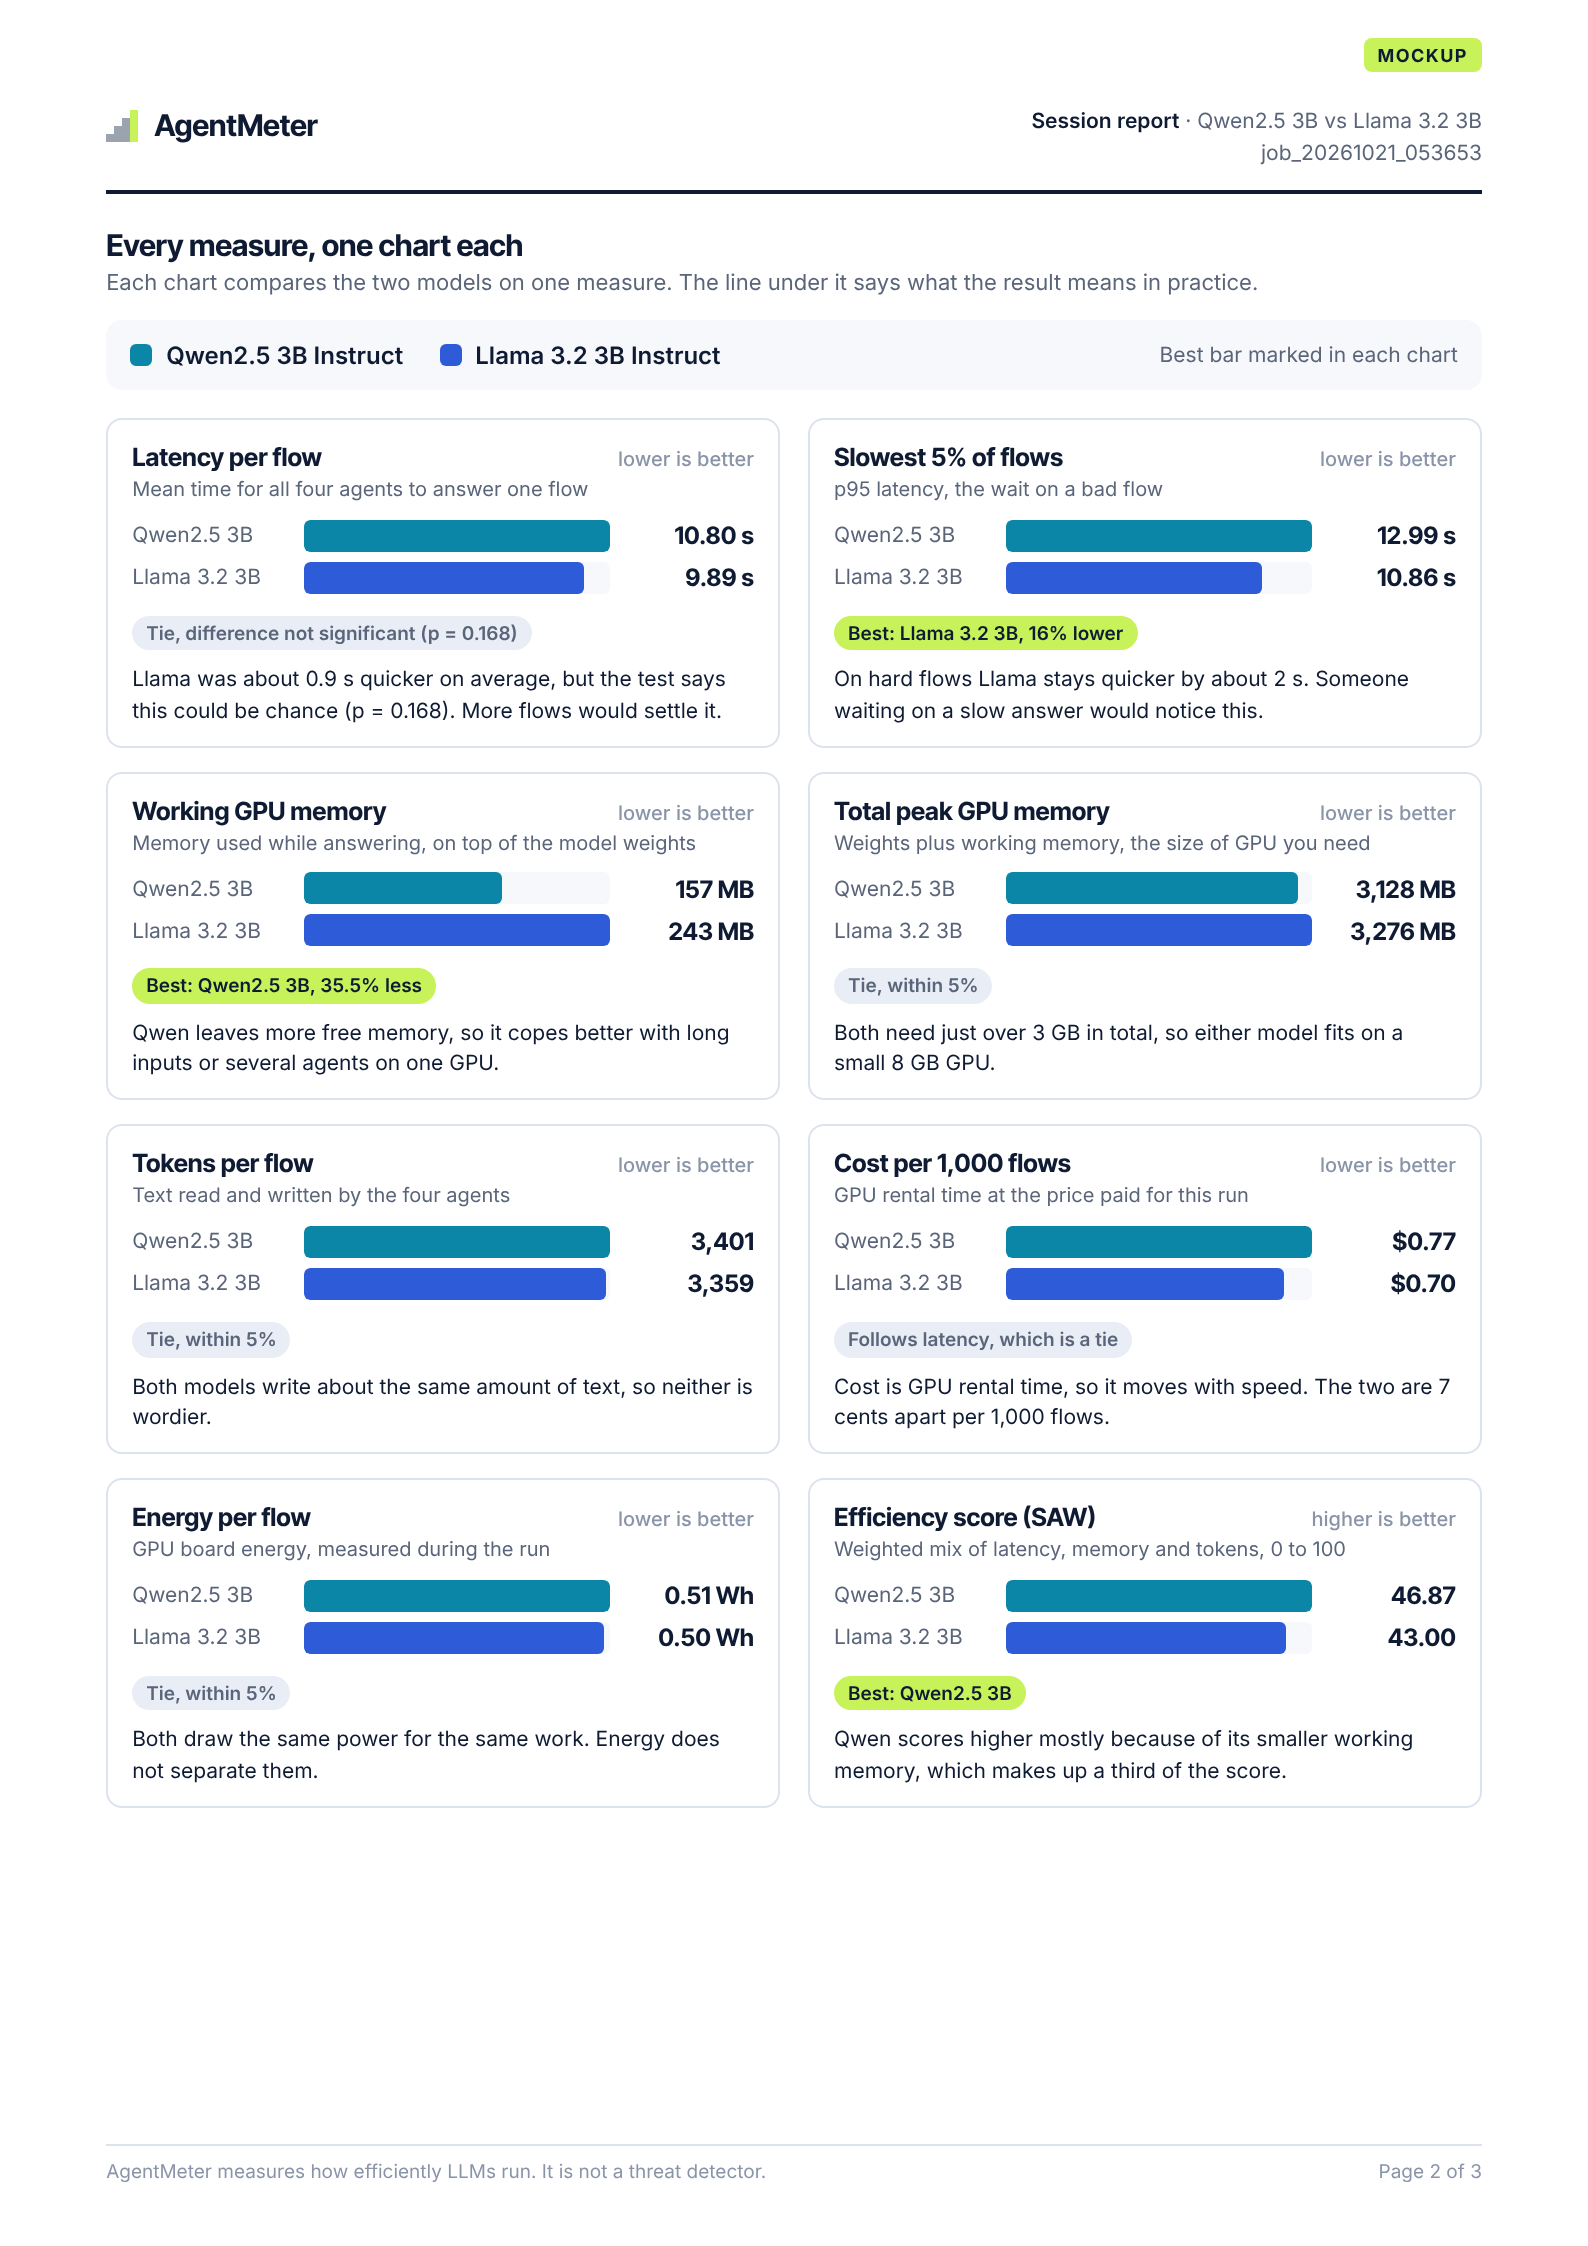 MOCKUP
AgentMeter
Session report · Qwen2.5 3B vs Llama 3.2 3B
job_20261021_053653
Every measure, one chart each
Each chart compares the two models on one measure. The line under it says what the result means in practice.
Qwen2.5 3B Instruct
Llama 3.2 3B Instruct
Best bar marked in each chart
Latency per flow
lower is better
Mean time for all four agents to answer one flow
Qwen2.5 3B
10.80 s
Llama 3.2 3B
9.89 s
Tie, difference not significant (p = 0.168)
Llama was about 0.9 s quicker on average, but the test says
this could be chance (p = 0.168). More flows would settle it.
Slowest 5% of flows
lower is better
p95 latency, the wait on a bad flow
Qwen2.5 3B
12.99 s
Llama 3.2 3B
10.86 s
Best: Llama 3.2 3B, 16% lower
On hard flows Llama stays quicker by about 2 s. Someone
waiting on a slow answer would notice this.
Working GPU memory
lower is better
Memory used while answering, on top of the model weights
Qwen2.5 3B
157 MB
Llama 3.2 3B
243 MB
Best: Qwen2.5 3B, 35.5% less
Qwen leaves more free memory, so it copes better with long
inputs or several agents on one GPU.
Total peak GPU memory
lower is better
Weights plus working memory, the size of GPU you need
Qwen2.5 3B
3,128 MB
Llama 3.2 3B
3,276 MB
Tie, within 5%
Both need just over 3 GB in total, so either model fits on a
small 8 GB GPU.
Tokens per flow
lower is better
Text read and written by the four agents
Qwen2.5 3B
3,401
Llama 3.2 3B
3,359
Tie, within 5%
Both models write about the same amount of text, so neither is
wordier.
Cost per 1,000 flows
lower is better
GPU rental time at the price paid for this run
Qwen2.5 3B
$0.77
Llama 3.2 3B
$0.70
Follows latency, which is a tie
Cost is GPU rental time, so it moves with speed. The two are 7
cents apart per 1,000 flows.
Energy per flow
lower is better
GPU board energy, measured during the run
Qwen2.5 3B
0.51 Wh
Llama 3.2 3B
0.50 Wh
Tie, within 5%
Both draw the same power for the same work. Energy does
not separate them.
Efficiency score (SAW)
higher is better
Weighted mix of latency, memory and tokens, 0 to 100
Qwen2.5 3B
46.87
Llama 3.2 3B
43.00
Best: Qwen2.5 3B
Qwen scores higher mostly because of its smaller working
memory, which makes up a third of the score.
AgentMeter measures how efficiently LLMs run. It is not a threat detector.
Page 2 of 3